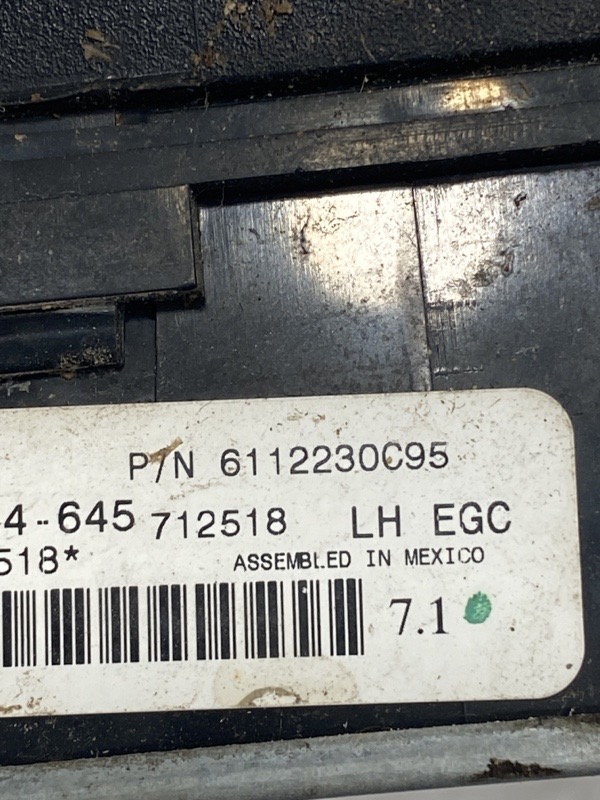 P/N 6112230C95
4-645 712518 LH EGC
518* ASSEMBLED IN MEXICO
7.1